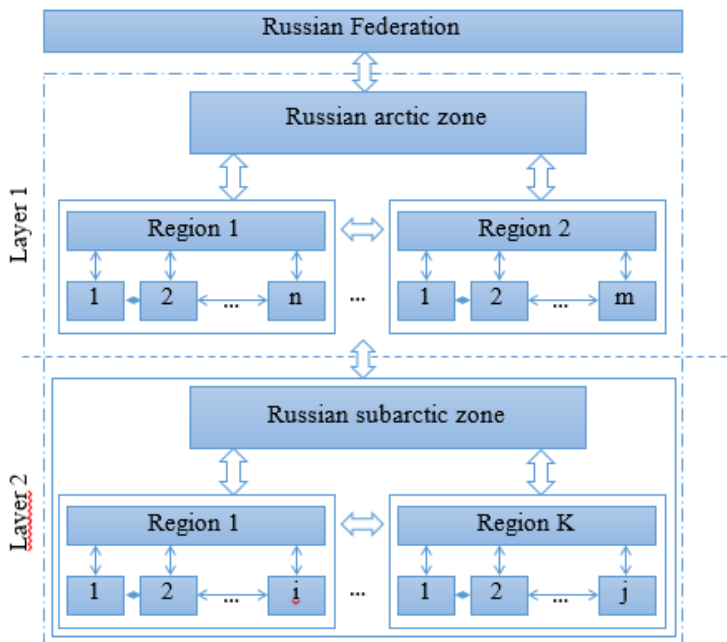 Russian Federation
Russian arctic zone
Layer 1
Region 1
Region 2
1 2 ... n ... 1 2 ... m
Russian subarctic zone
Layer 2
Region 1
Region K
1 2 ... i ... 1 2 ... j